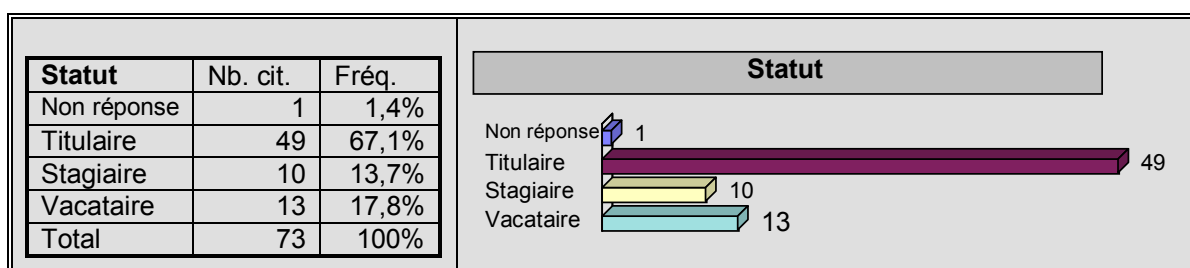 Statut Nb. cit. Fréq.
Non réponse 1 1,4%
Titulaire 49 67,1%
Stagiaire 10 13,7%
Vacataire 13 17,8%
Total 73 100%
Statut
Non réponse 1
Titulaire 49
Stagiaire 10
Vacataire 13